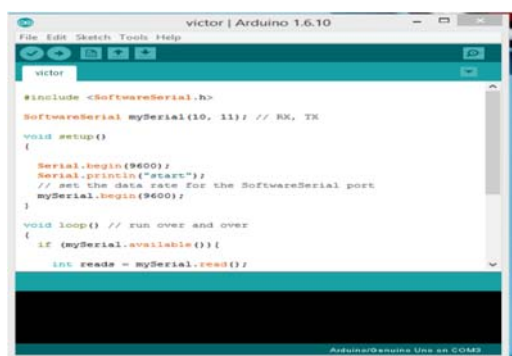 victor | Arduino 1.6.10
File Edit Sketch Tools Help
victor
#include <SoftwareSerial.h>
SoftwareSerial mySerial(10, 11); // RX, TX
void setup()
{
Serial.begin(9600);
Serial.println("start");
// set the data rate for the SoftwareSerial port
mySerial.begin(9600);
}
void loop() // run over and over
{
if (mySerial.available()){
int reads = mySerial.read();
Arduino/Genuino Uno on COM3